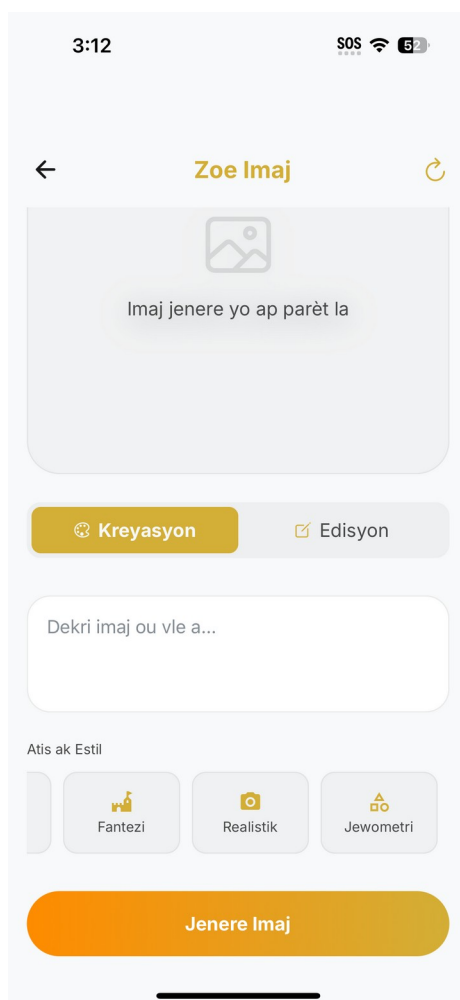 3:12
SOS
52
Zoe Imaj
Imaj jenere yo ap parèt la
Kreyasyon
Edisyon
Dekri imaj ou vle a...
Atis ak Estil
Fantezi
Realistik
Jewometri
Jenere Imaj